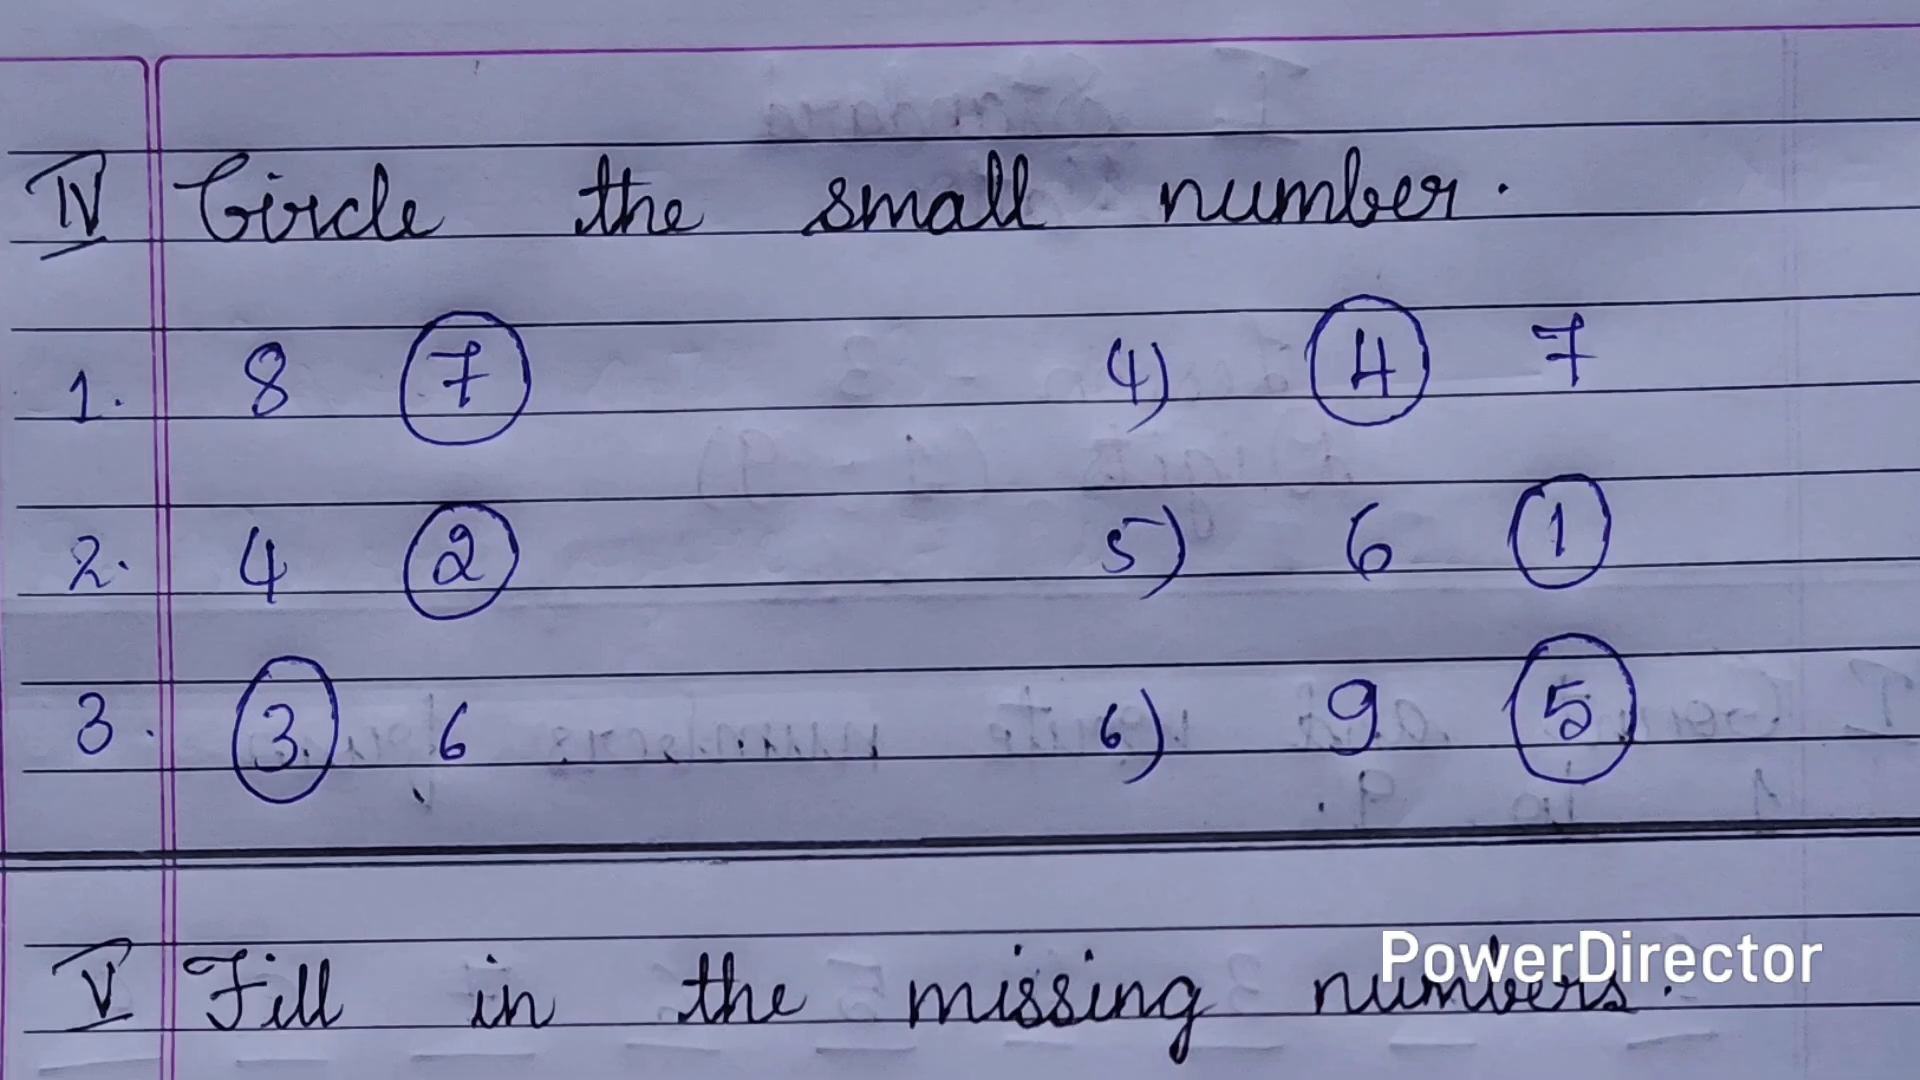 IV Circle the small number.
1. 8 7 4) 4 7
2. 4 2 5) 6 1
3. 3 6 6) 9 5
V Fill in the missing numbers.
PowerDirector